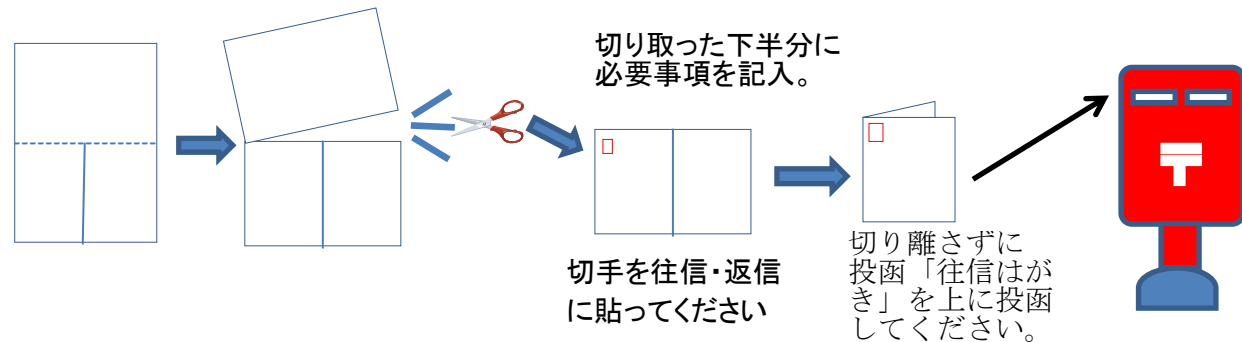 切り取った下半分に
必要事項を記入。
切手を往信・返信
に貼ってください
切り離さずに
投函「往信はが
き」を上に投函
してください。
〒